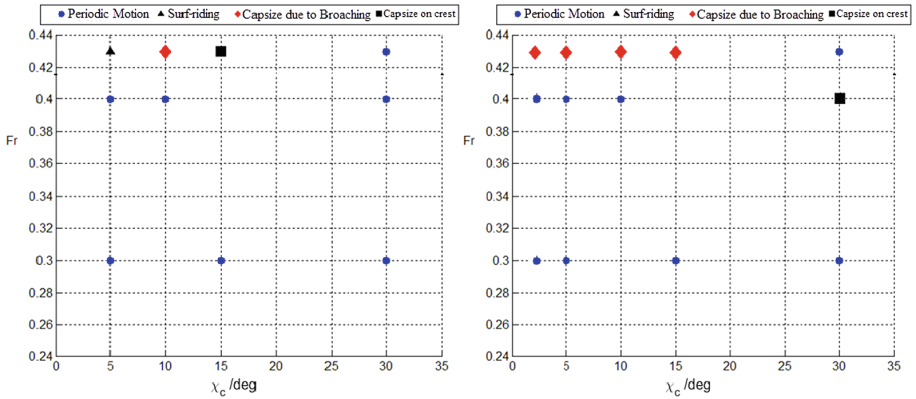 Periodic Motion Surf-riding Capsize due to Broaching Capsize on crest
0.44
0.42
0.4
0.38
0.36
Fr
0.34
0.32
0.3
0.28
0.26
0.24
0 5 10 15 20 25 30 35
χc /deg
Periodic Motion Surf-riding Capsize due to Broaching Capsize on crest
0.44
0.42
0.4
0.38
0.36
Fr
0.34
0.32
0.3
0.28
0.26
0.24
0 5 10 15 20 25 30 35
χc /deg